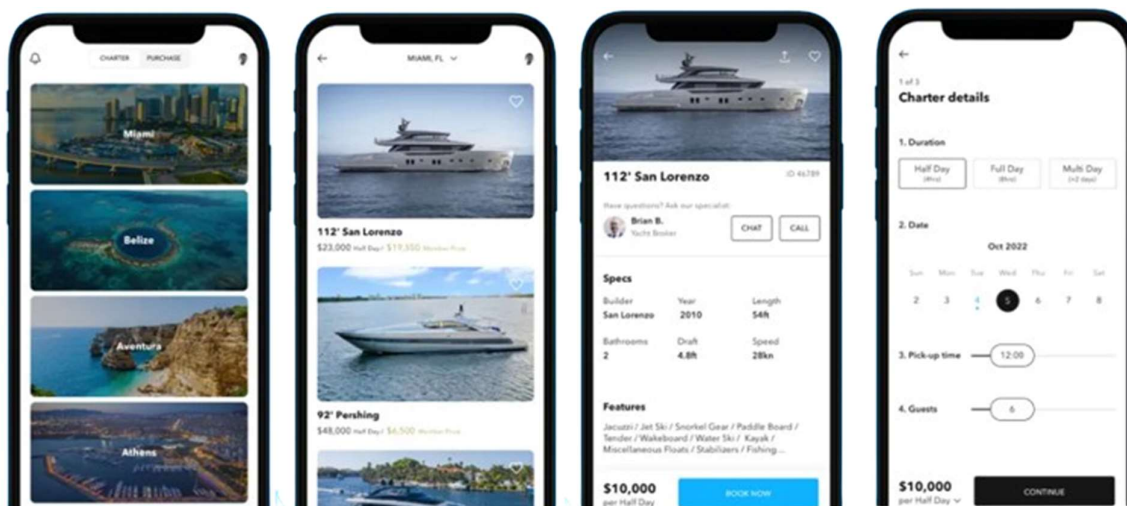 CHARTER PURCHASE
Miami
Belize
Aventura
Athens
MIAMI, FL
112' San Lorenzo
$23,000 Half Day/ $19,550 Member Price
92' Pershing
$48,000 Half Day/ $6,500 Member Price
112' San Lorenzo
ID 46789
Have questions? Ask our specialist:
Brian B.
Yacht Broker
CHAT
CALL
Specs
Builder Year Length
San Lorenzo 2010 54ft
Bathrooms Draft Speed
2 4.8ft 28kn
Features
Jacuzzi / Jet Ski / Snorkel Gear / Paddle Board /
Tender / Wakeboard / Water Ski / Kayak /
Miscellaneous Floats / Stabilizers / Fishing...
$10,000
per Half Day
BOOK NOW
1 of 3
Charter details
1. Duration
Half Day Full Day Multi Day
(4hrs) (8hrs) (+2 days)
2. Date
Oct 2022
Sun Mon Tue Wed Thu Fri Sat
2 3 4 5 6 7 8
3. Pick-up time 12:00
4. Guests 6
$10,000
per Half Day
CONTINUE